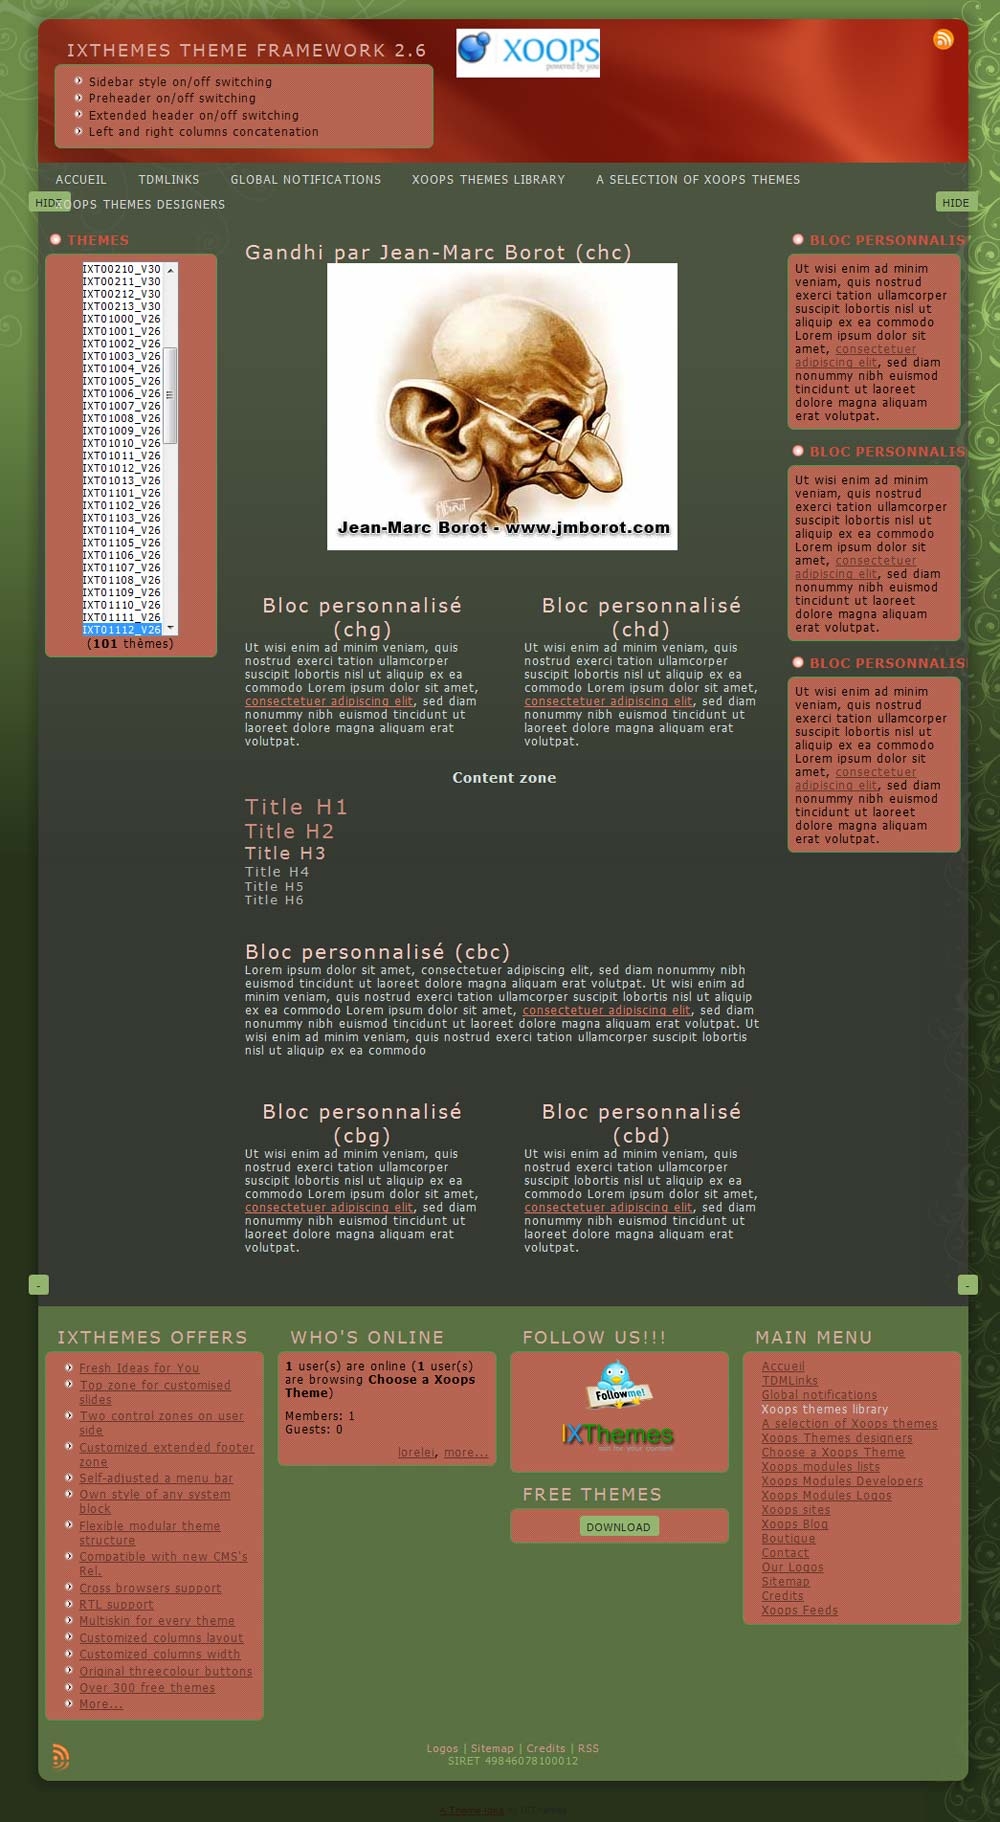 IXTHEMES THEME FRAMEWORK 2.6
XOOPS
powered by you
Sidebar style on/off switching
Preheader on/off switching
Extended header on/off switching
Left and right columns concatenation
ACCUEIL TDMLINKS GLOBAL NOTIFICATIONS XOOPS THEMES LIBRARY A SELECTION OF XOOPS THEMES
HIDE XOOPS THEMES DESIGNERS HIDE
THEMES
IXT00210_V30
IXT00211_V30
IXT00212_V30
IXT00213_V30
IXT01000_V26
IXT01001_V26
IXT01002_V26
IXT01003_V26
IXT01004_V26
IXT01005_V26
IXT01006_V26
IXT01007_V26
IXT01008_V26
IXT01009_V26
IXT01010_V26
IXT01011_V26
IXT01012_V26
IXT01013_V26
IXT01101_V26
IXT01102_V26
IXT01103_V26
IXT01104_V26
IXT01105_V26
IXT01106_V26
IXT01107_V26
IXT01108_V26
IXT01109_V26
IXT01110_V26
IXT01111_V26
IXT01112_V26
(101 thèmes)
Gandhi par Jean-Marc Borot (chc)
JMBorot
Jean-Marc Borot - www.jmborot.com
Bloc personnalisé
(chg)
Ut wisi enim ad minim veniam, quis
nostrud exerci tation ullamcorper
suscipit lobortis nisl ut aliquip ex ea
commodo Lorem ipsum dolor sit amet,
consectetuer adipiscing elit, sed diam
nonummy nibh euismod tincidunt ut
laoreet dolore magna aliquam erat
volutpat.
Bloc personnalisé
(chd)
Ut wisi enim ad minim veniam, quis
nostrud exerci tation ullamcorper
suscipit lobortis nisl ut aliquip ex ea
commodo Lorem ipsum dolor sit amet,
consectetuer adipiscing elit, sed diam
nonummy nibh euismod tincidunt ut
laoreet dolore magna aliquam erat
volutpat.
Content zone
Title H1
Title H2
Title H3
Title H4
Title H5
Title H6
Bloc personnalisé (cbc)
Lorem ipsum dolor sit amet, consectetuer adipiscing elit, sed diam nonummy nibh
euismod tincidunt ut laoreet dolore magna aliquam erat volutpat. Ut wisi enim ad
minim veniam, quis nostrud exerci tation ullamcorper suscipit lobortis nisl ut aliquip
ex ea commodo Lorem ipsum dolor sit amet, consectetuer adipiscing elit, sed diam
nonummy nibh euismod tincidunt ut laoreet dolore magna aliquam erat volutpat. Ut
wisi enim ad minim veniam, quis nostrud exerci tation ullamcorper suscipit lobortis
nisl ut aliquip ex ea commodo
Bloc personnalisé
(cbg)
Ut wisi enim ad minim veniam, quis
nostrud exerci tation ullamcorper
suscipit lobortis nisl ut aliquip ex ea
commodo Lorem ipsum dolor sit amet,
consectetuer adipiscing elit, sed diam
nonummy nibh euismod tincidunt ut
laoreet dolore magna aliquam erat
volutpat.
Bloc personnalisé
(cbd)
Ut wisi enim ad minim veniam, quis
nostrud exerci tation ullamcorper
suscipit lobortis nisl ut aliquip ex ea
commodo Lorem ipsum dolor sit amet,
consectetuer adipiscing elit, sed diam
nonummy nibh euismod tincidunt ut
laoreet dolore magna aliquam erat
volutpat.
BLOC PERSONNALIS
Ut wisi enim ad minim
veniam, quis nostrud
exerci tation ullamcorper
suscipit lobortis nisl ut
aliquip ex ea commodo
Lorem ipsum dolor sit
amet, consectetuer
adipiscing elit, sed diam
nonummy nibh euismod
tincidunt ut laoreet
dolore magna aliquam
erat volutpat.
BLOC PERSONNALIS
Ut wisi enim ad minim
veniam, quis nostrud
exerci tation ullamcorper
suscipit lobortis nisl ut
aliquip ex ea commodo
Lorem ipsum dolor sit
amet, consectetuer
adipiscing elit, sed diam
nonummy nibh euismod
tincidunt ut laoreet
dolore magna aliquam
erat volutpat.
BLOC PERSONNALIS
Ut wisi enim ad minim
veniam, quis nostrud
exerci tation ullamcorper
suscipit lobortis nisl ut
aliquip ex ea commodo
Lorem ipsum dolor sit
amet, consectetuer
adipiscing elit, sed diam
nonummy nibh euismod
tincidunt ut laoreet
dolore magna aliquam
erat volutpat.
- -
IXTHEMES OFFERS
Fresh Ideas for You
Top zone for customised
slides
Two control zones on user
side
Customized extended footer
zone
Self-adjusted a menu bar
Own style of any system
block
Flexible modular theme
structure
Compatible with new CMS's
Rel.
Cross browsers support
RTL support
Multiskin for every theme
Customized columns layout
Customized columns width
Original threecolour buttons
Over 300 free themes
More...
WHO'S ONLINE
1 user(s) are online (1 user(s)
are browsing Choose a Xoops
Theme)
Members: 1
Guests: 0
lorelei, more...
FOLLOW US!!!
Followme!
IXThemes
FREE THEMES
DOWNLOAD
MAIN MENU
Accueil
TDMLinks
Global notifications
Xoops themes library
A selection of Xoops themes
Xoops Themes designers
Choose a Xoops Theme
Xoops modules lists
Xoops Modules Developers
Xoops Modules Logos
Xoops sites
Xoops Blog
Boutique
Contact
Our Logos
Sitemap
Credits
Xoops Feeds
Logos | Sitemap | Credits | RSS
SIRET 49846078100012